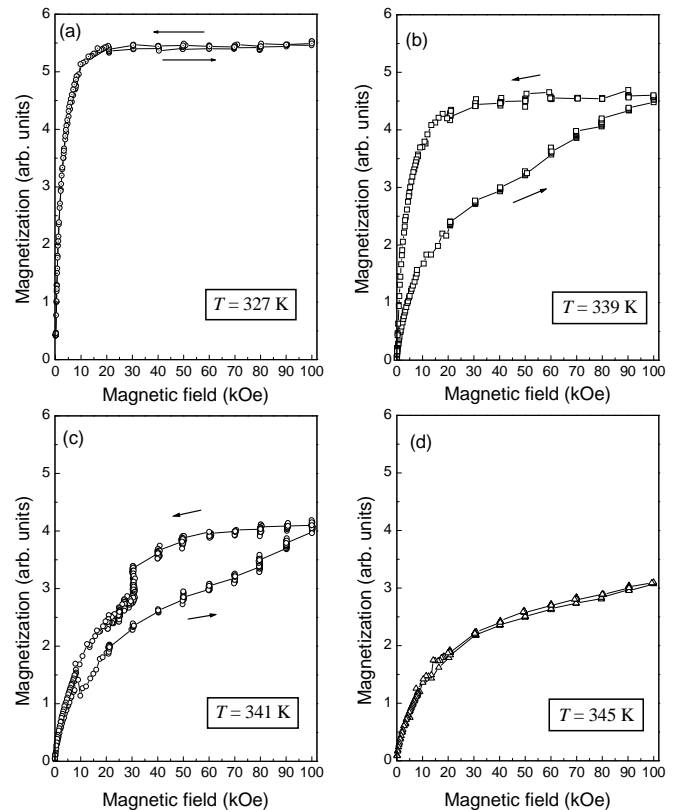 (a)
6
5
4
3
2
1
0
Magnetization (arb. units)
T = 327 K
0 10 20 30 40 50 60 70 80 90 100
Magnetic field (kOe)
(b)
6
5
4
3
2
1
0
Magnetization (arb. units)
T = 339 K
0 10 20 30 40 50 60 70 80 90 100
Magnetic field (kOe)
(c)
6
5
4
3
2
1
0
Magnetization (arb. units)
T = 341 K
0 10 20 30 40 50 60 70 80 90 100
Magnetic field (kOe)
(d)
6
5
4
3
2
1
0
Magnetization (arb. units)
T = 345 K
0 10 20 30 40 50 60 70 80 90 100
Magnetic field (kOe)